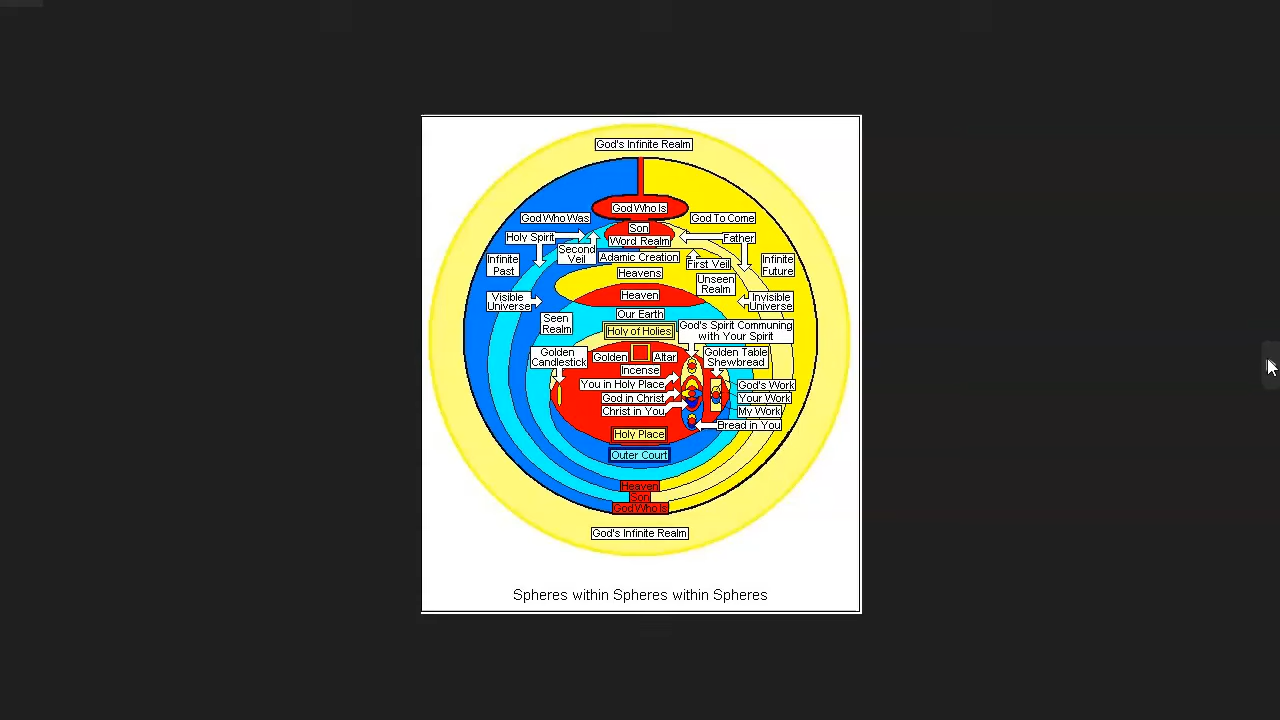 God's Infinite Realm
God Who Is
God Who Was
God To Come
Son
Holy Spirit
Word Realm
Father
Second
Veil
Adamic Creation
First Veil
Infinite
Past
Infinite
Future
Heavens
Unseen
Realm
Visible
Universe
Heaven
Invisible
Universe
Our Earth
Seen
Realm
Holy of Holies
God's Spirit Communing
with Your Spirit
Golden
Candlestick
Golden
Altar
Golden Table
Shewbread
Incense
You in Holy Place
God's Work
God in Christ
Your Work
Christ in You
My Work
Bread in You
Holy Place
Outer Court
Heaven
Son
God Who Is
God's Infinite Realm
Spheres within Spheres within Spheres